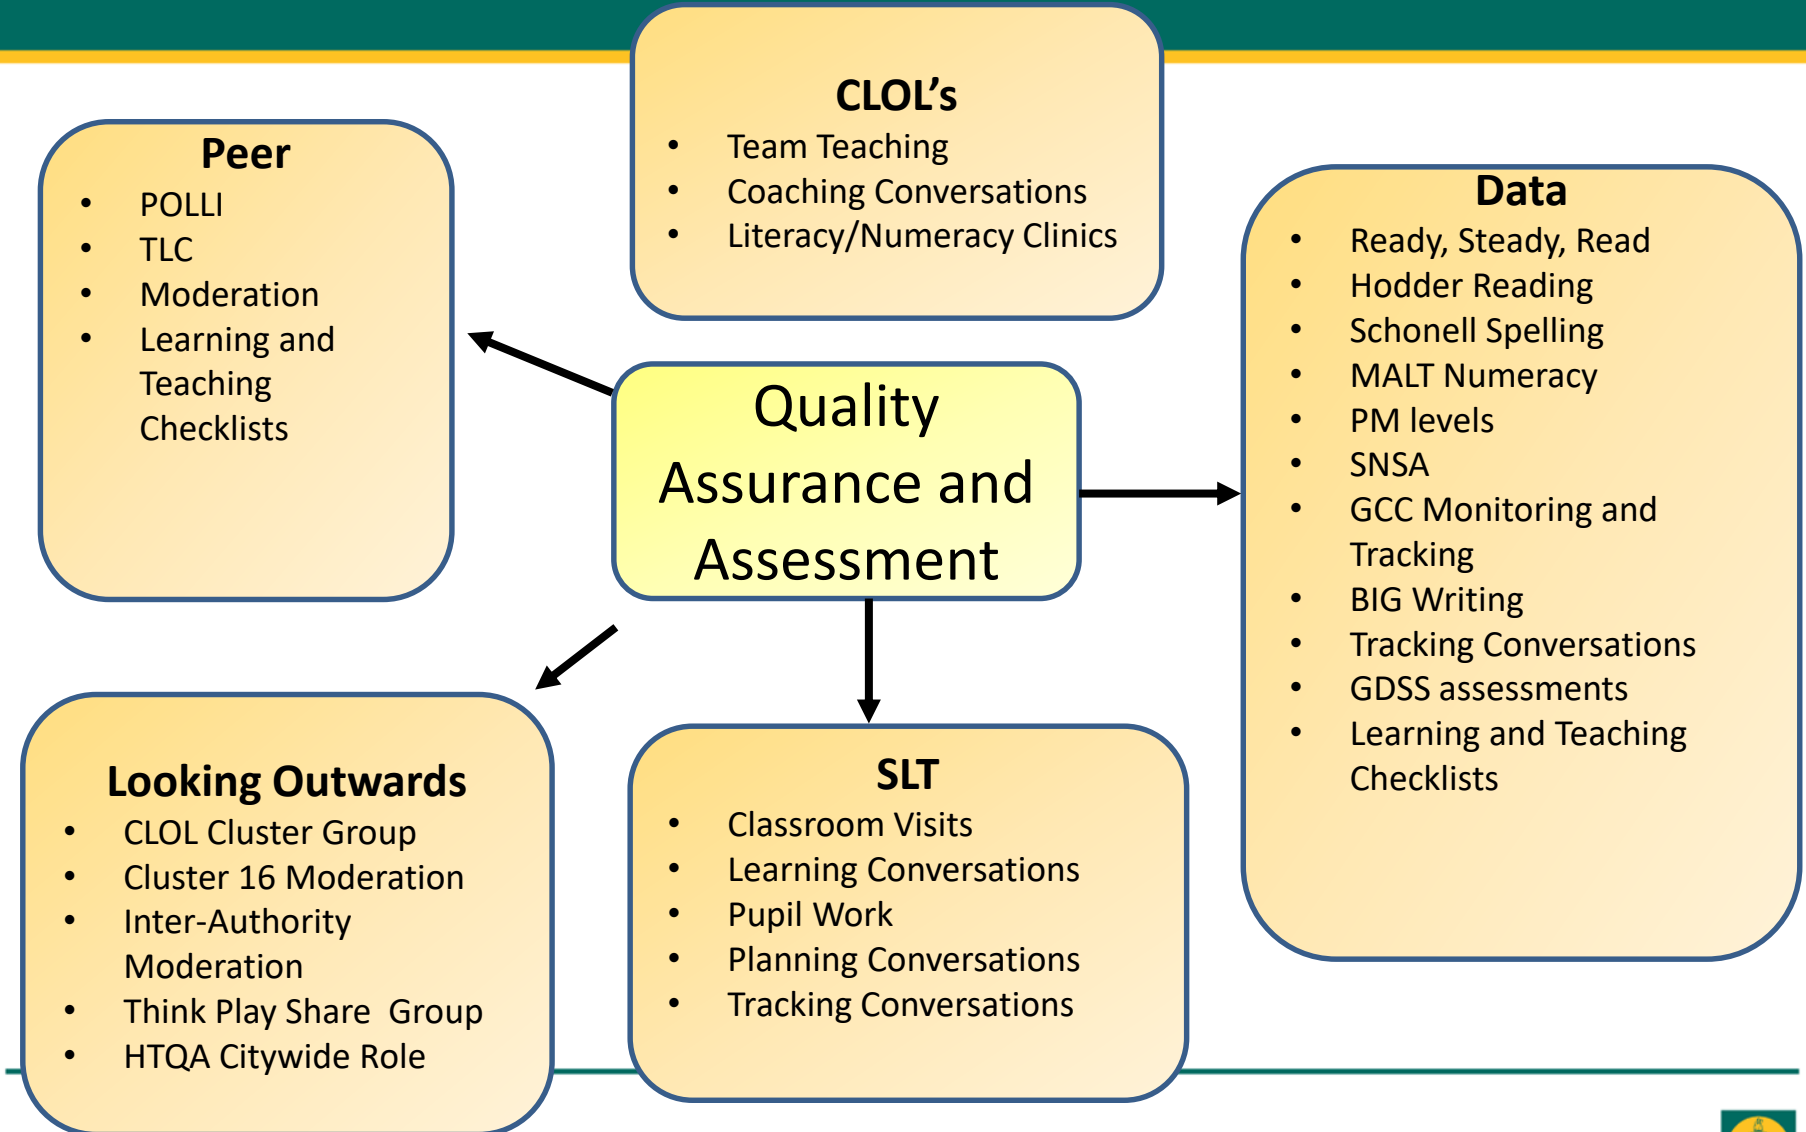 CLOL’s
• Team Teaching
• Coaching Conversations
• Literacy/Numeracy Clinics
Peer
• POLLI
• TLC
• Moderation
• Learning and
Teaching
Checklists
Data
• Ready, Steady, Read
• Hodder Reading
• Schonell Spelling
• MALT Numeracy
• PM levels
• SNSA
• GCC Monitoring and
Tracking
• BIG Writing
• Tracking Conversations
• GDSS assessments
• Learning and Teaching
Checklists
Quality
Assurance and
Assessment
Looking Outwards
• CLOL Cluster Group
• Cluster 16 Moderation
• Inter-Authority
Moderation
• Think Play Share  Group
• HTQA Citywide Role
SLT
• Classroom Visits
• Learning Conversations
• Pupil Work
• Planning Conversations
• Tracking Conversations